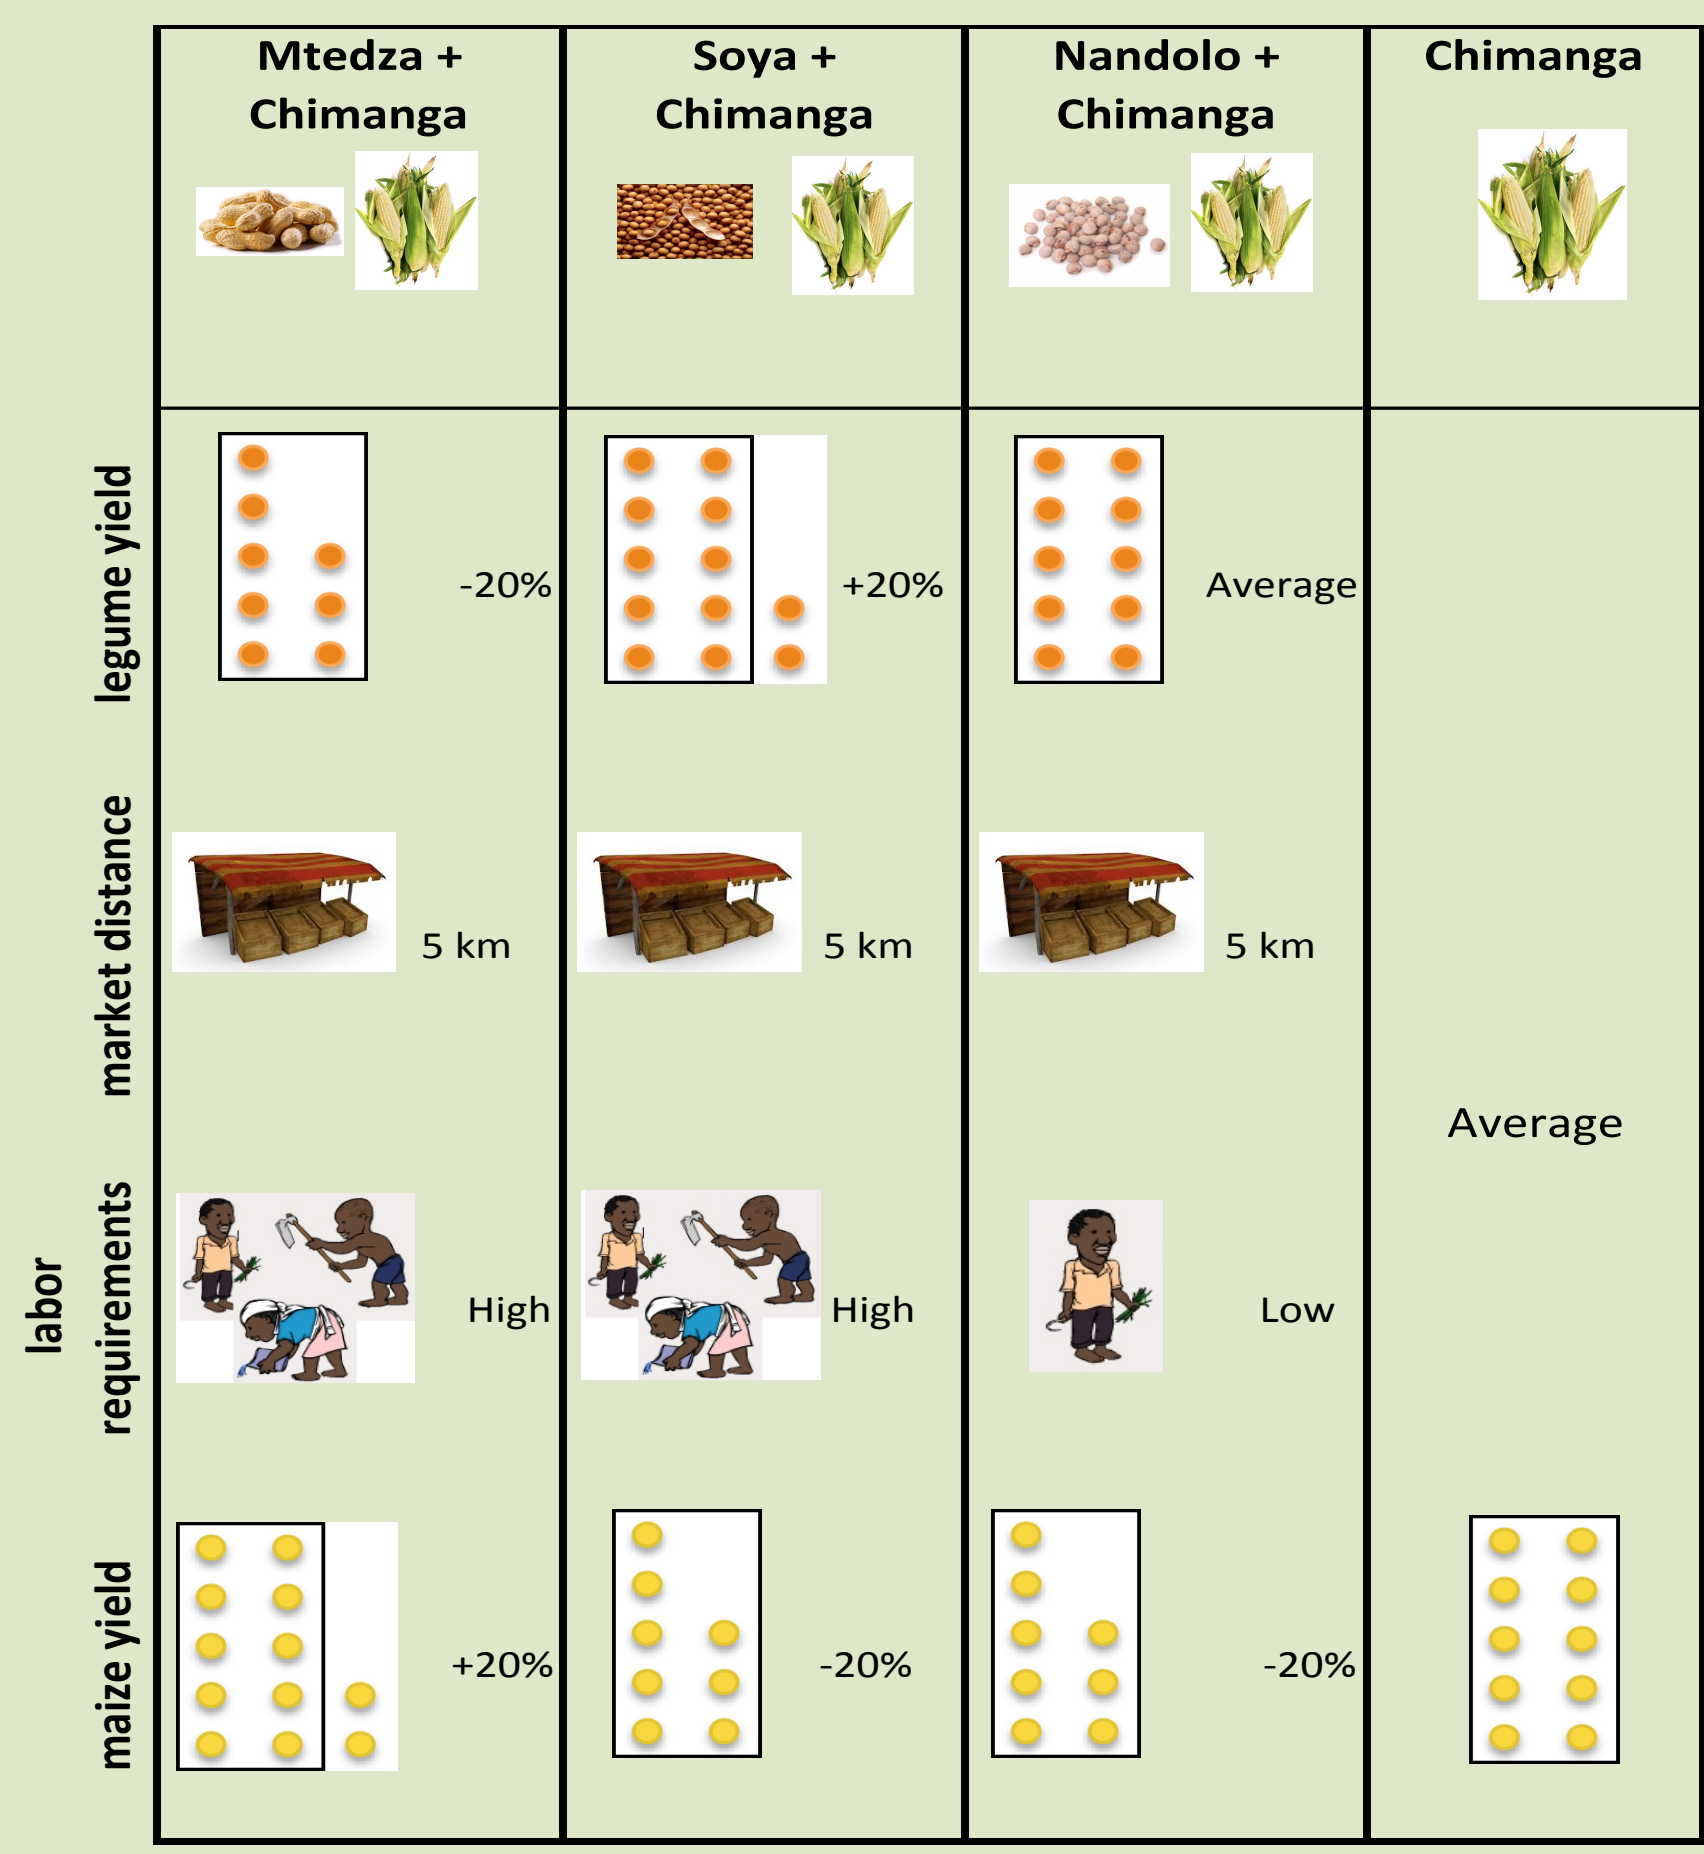 Mtedza +
Chimanga
Soya +
Chimanga
Nandolo +
Chimanga
Chimanga
legume yield
-20%
+20%
Average
market distance
5 km
5 km
5 km
Average
labor
requirements
High
High
Low
maize yield
+20%
-20%
-20%